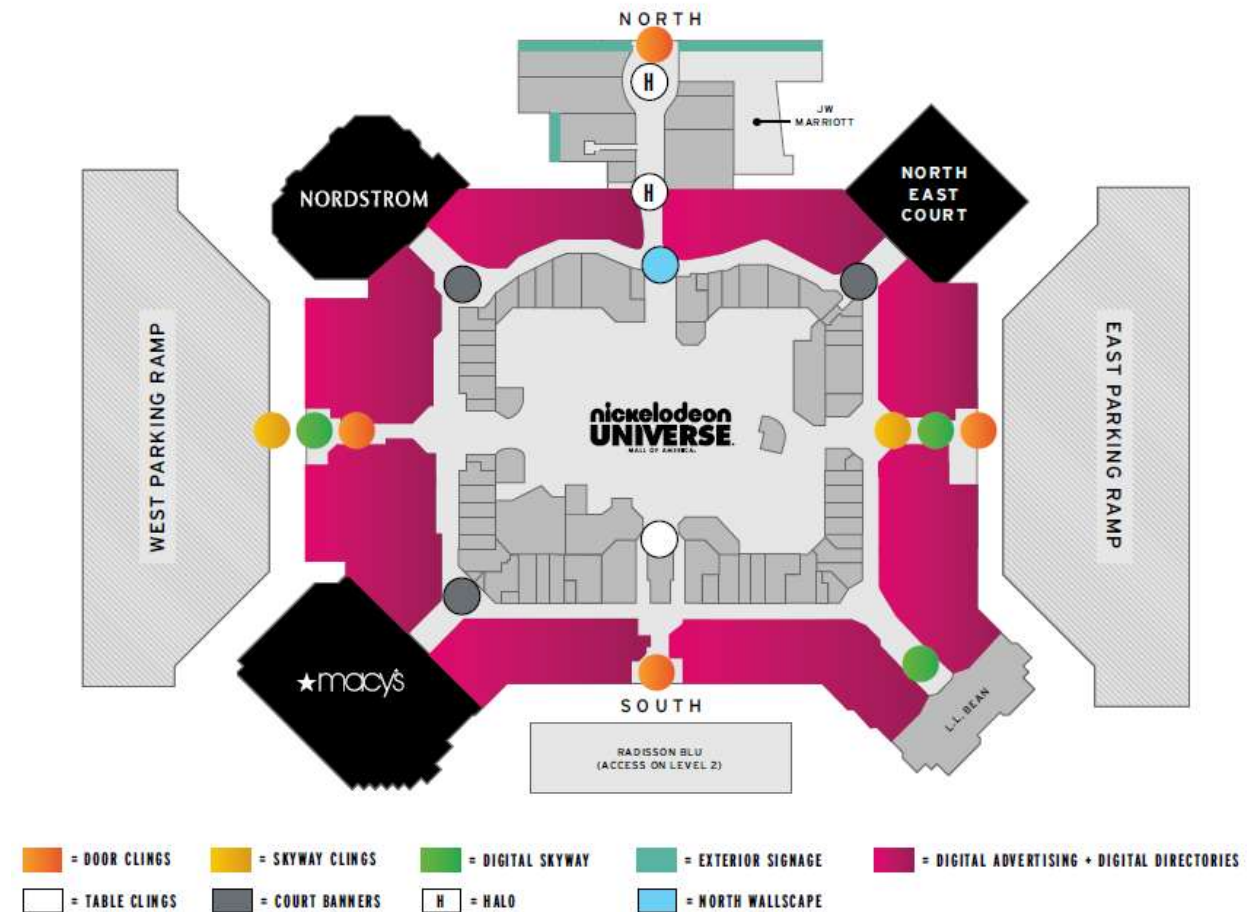 NORTH
H
JW
MARRIOTT
NORDSTROM
H
NORTH
EAST
COURT
WEST PARKING RAMP
EAST PARKING RAMP
nickelodeon
UNIVERSE.
MALL OF AMERICA.
macy's
L.L. BEAN
SOUTH
RADISSON BLU
(ACCESS ON LEVEL 2)
= DOOR CLINGS
= SKYWAY CLINGS
= DIGITAL SKYWAY
= EXTERIOR SIGNAGE
= DIGITAL ADVERTISING + DIGITAL DIRECTORIES
= TABLE CLINGS
= COURT BANNERS
H = HALO
= NORTH WALLSCAPE